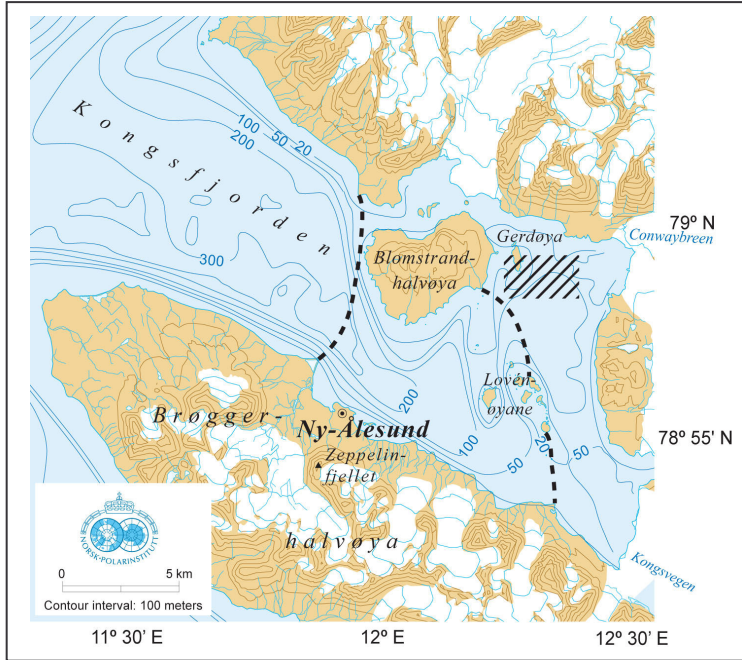 Kongsfjorden
100
50
20
200
300
79º N
Conwaybreen
Gerdøya
Blomstrand-
halvøya
Lovén-
øyane
200
100
50
20
50
78º 55' N
Brøgger-
Ny-Ålesund
Zeppelin-
fjellet
halvøya
Kongsvegen
NORSK-POLARINSTITUTT
0
5 km
Contour interval: 100 meters
11º 30' E
12º E
12º 30' E